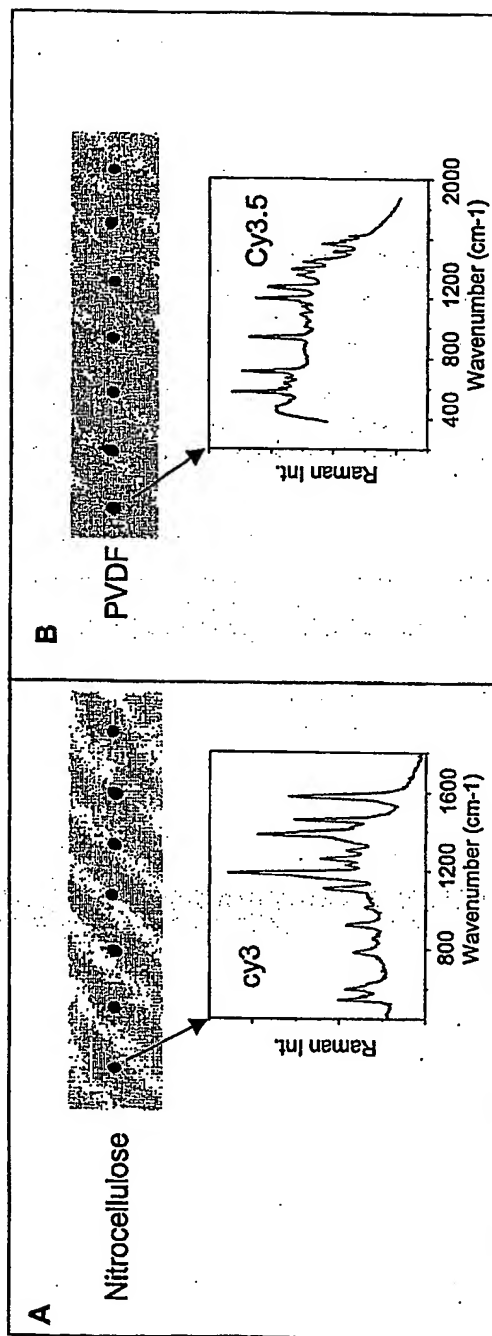 A
Nitrocellulose
cy3
Raman Int.
800 1200 1600
Wavenumber (cm-1)
B
PVDF
Cy3.5
Raman Int.
400 800 1200 2000
Wavenumber (cm-1)